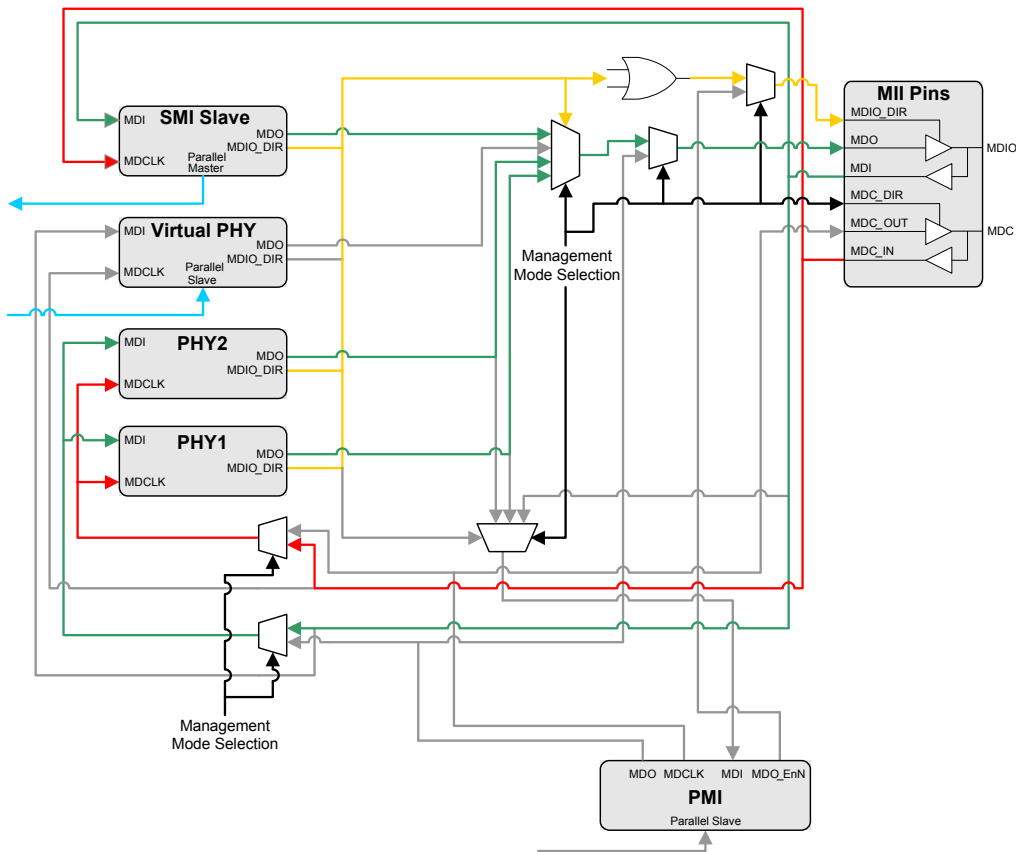 SMI Slave
MDI
MDO
MDIO_DIR
MDCLK
Parallel
Master
Virtual PHY
MDI
MDO
MDIO_DIR
MDCLK
Parallel
Slave
PHY2
MDI
MDO
MDIO_DIR
MDCLK
PHY1
MDI
MDO
MDIO_DIR
MDCLK
Management
Mode Selection
MII Pins
MDIO_DIR
MDO
MDIO
MDI
MDC_DIR
MDC_OUT
MDC
MDC_IN
Management
Mode Selection
MDO MDCLK MDI MDO_EnN
PMI
Parallel Slave